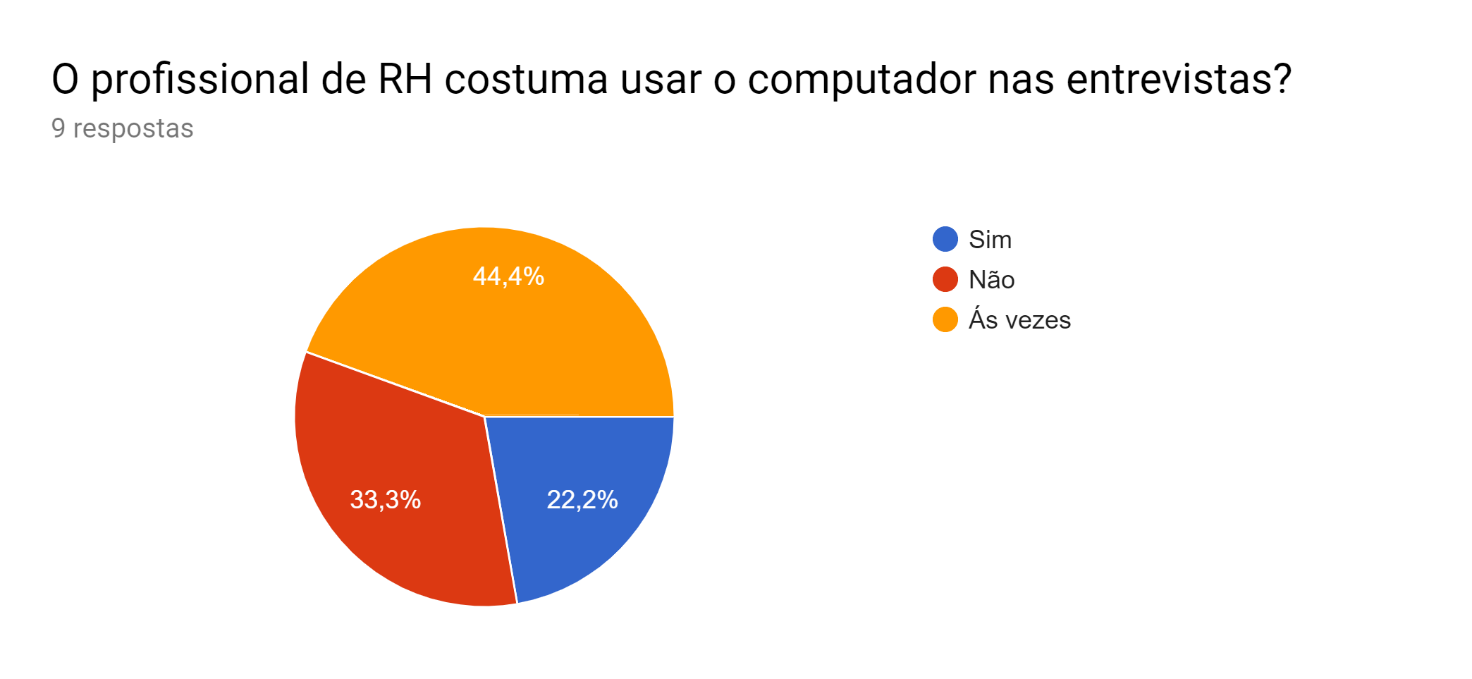 O profissional de RH costuma usar o computador nas entrevistas?
9 respostas
44,4%
33,3%
22,2%
Sim
Não
Ás vezes